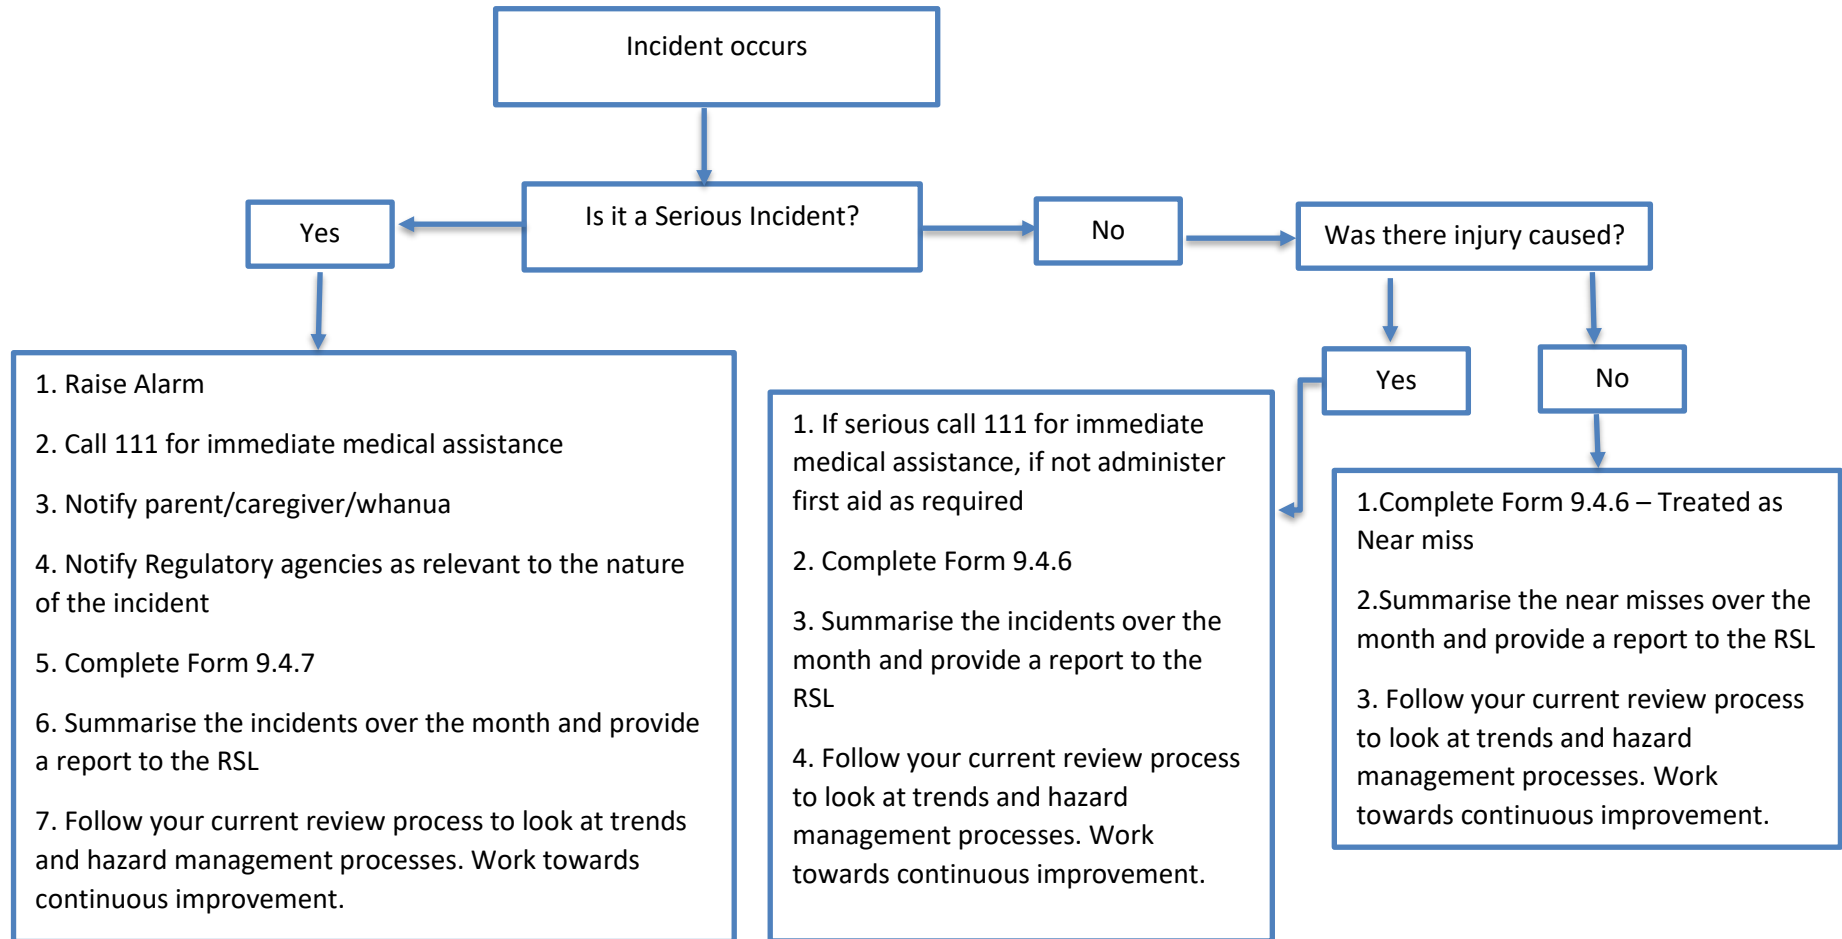 Incident occurs
Is it a Serious Incident?
Yes
No
Was there injury caused?
Yes
No
1. Raise Alarm
2. Call 111 for immediate medical assistance
3. Notify parent/caregiver/whanua
4. Notify Regulatory agencies as relevant to the nature
of the incident
5. Complete Form 9.4.7
6. Summarise the incidents over the month and provide
a report to the RSL
7. Follow your current review process to look at trends
and hazard management processes. Work towards
continuous improvement.
1. If serious call 111 for immediate
medical assistance, if not administer
first aid as required
2. Complete Form 9.4.6
3. Summarise the incidents over the
month and provide a report to the
RSL
4. Follow your current review process
to look at trends and hazard
management processes. Work
towards continuous improvement.
1.Complete Form 9.4.6 – Treated as
Near miss
2.Summarise the near misses over the
month and provide a report to the RSL
3. Follow your current review process
to look at trends and hazard
management processes. Work
towards continuous improvement.